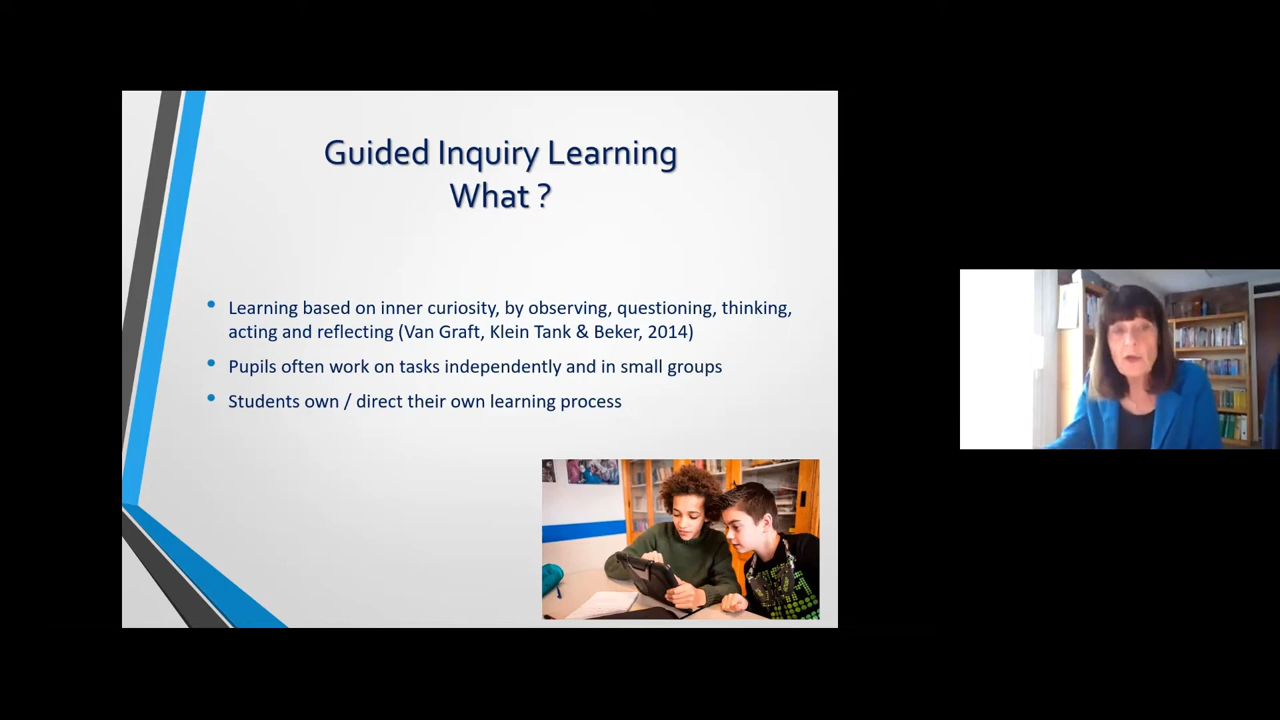 Guided Inquiry Learning
What ?
Learning based on inner curiosity, by observing, questioning, thinking,
acting and reflecting (Van Graft, Klein Tank & Beker, 2014)
Pupils often work on tasks independently and in small groups
Students own / direct their own learning process